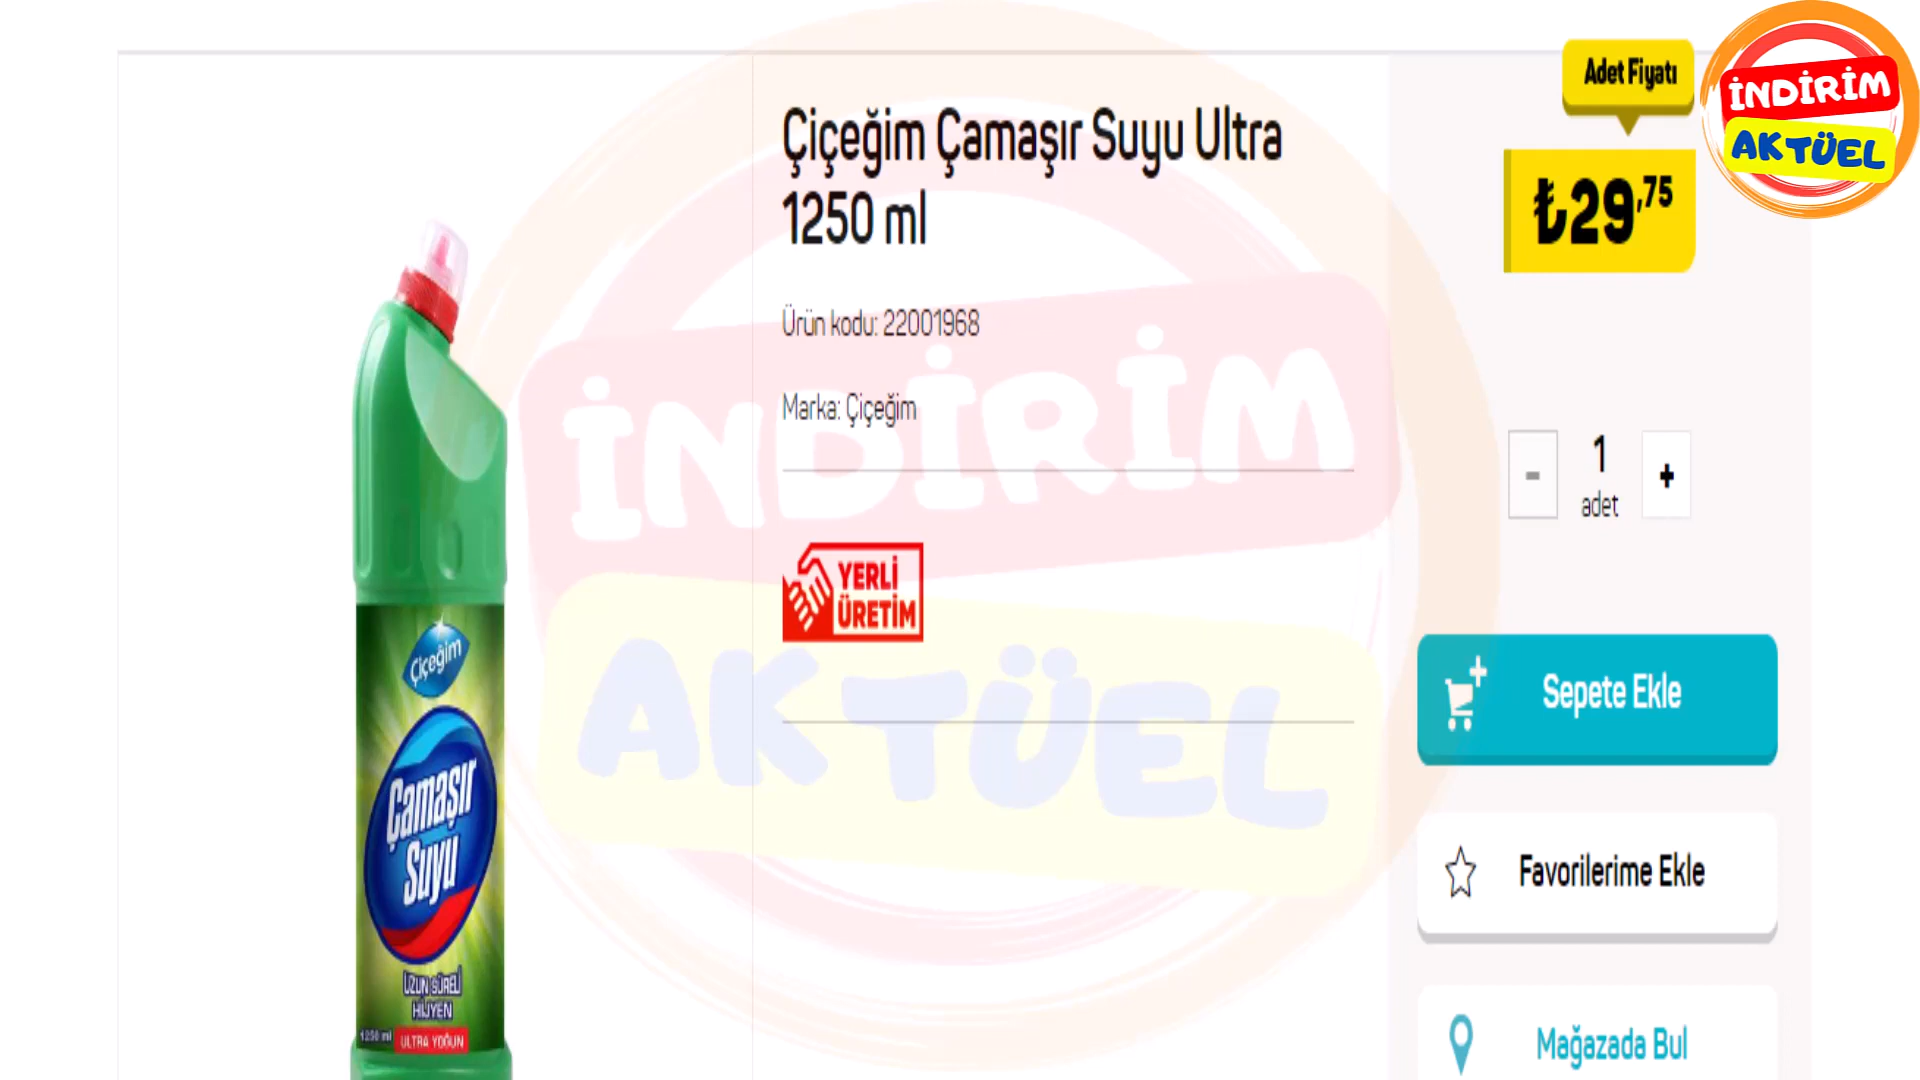 Adet Fiyatı
İNDİRİM
AKTÜEL
Çiçeğim Çamaşır Suyu Ultra
1250 ml
₺29,75
Ürün kodu: 22001968
Marka: Çiçeğim
İNDİRİM
1
adet
- +
YERLİ
ÜRETİM
AKTÜEL
Sepete Ekle
Favorilerime Ekle
Mağazada Bul
Çiçeğim
Çamaşır
Suyu
UZUN SÜRELİ
HİJYEN
1250 ml
ULTRA YOĞUN